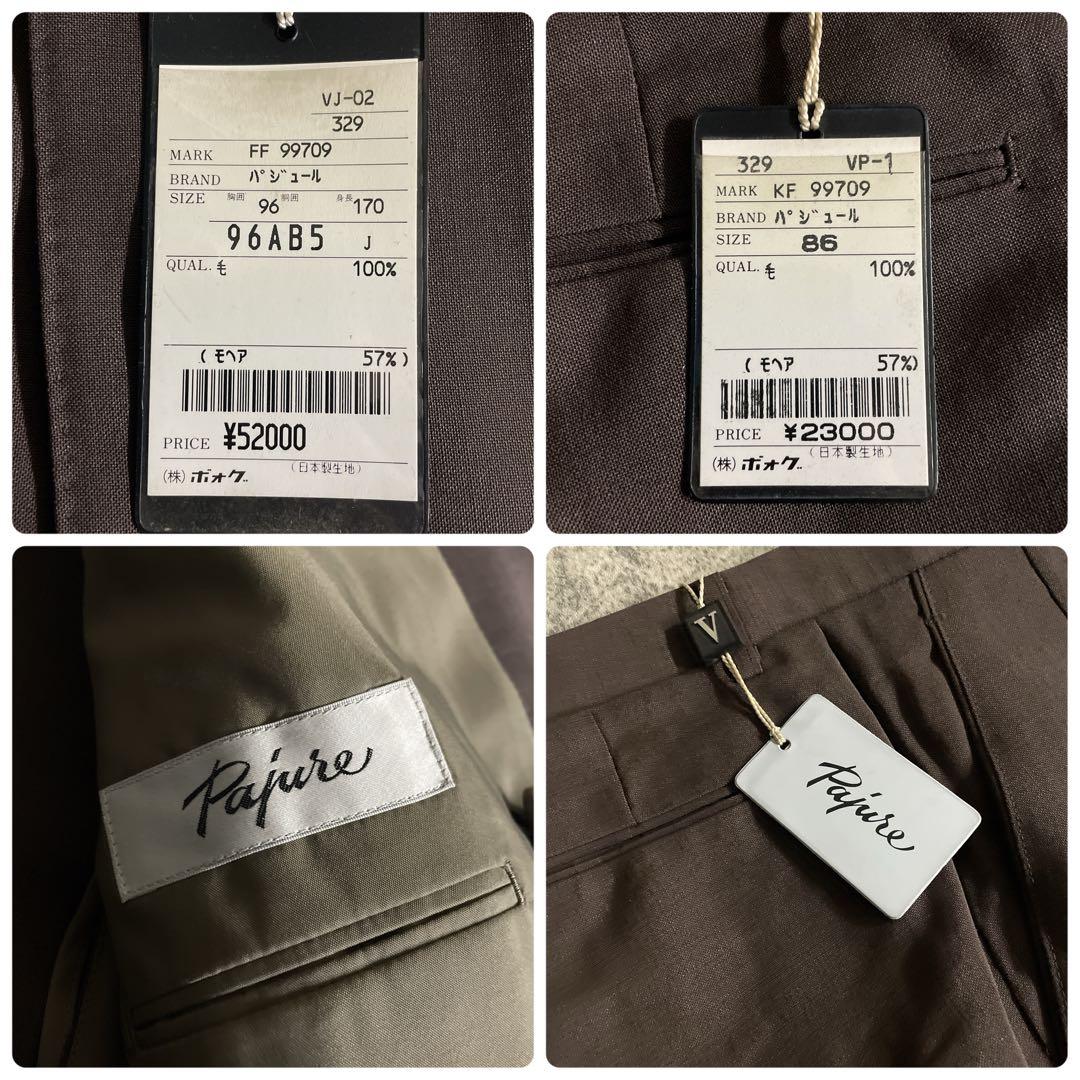 VJ-02
329
MARK FF 99709
BRAND パジュール
SIZE 胸囲 96 胴囲 身長 170
96AB5 J
QUAL. 毛 100%
(モヘア 57%)
PRICE ¥52000
(日本製生地)
(株)ボォグ
329 VP-1
MARK KF 99709
BRAND パジュール
SIZE 86
QUAL. 毛 100%
(モヘア 57%)
PRICE ¥23000
(日本製生地)
(株)ボォグ
Pajure
V
Pajure